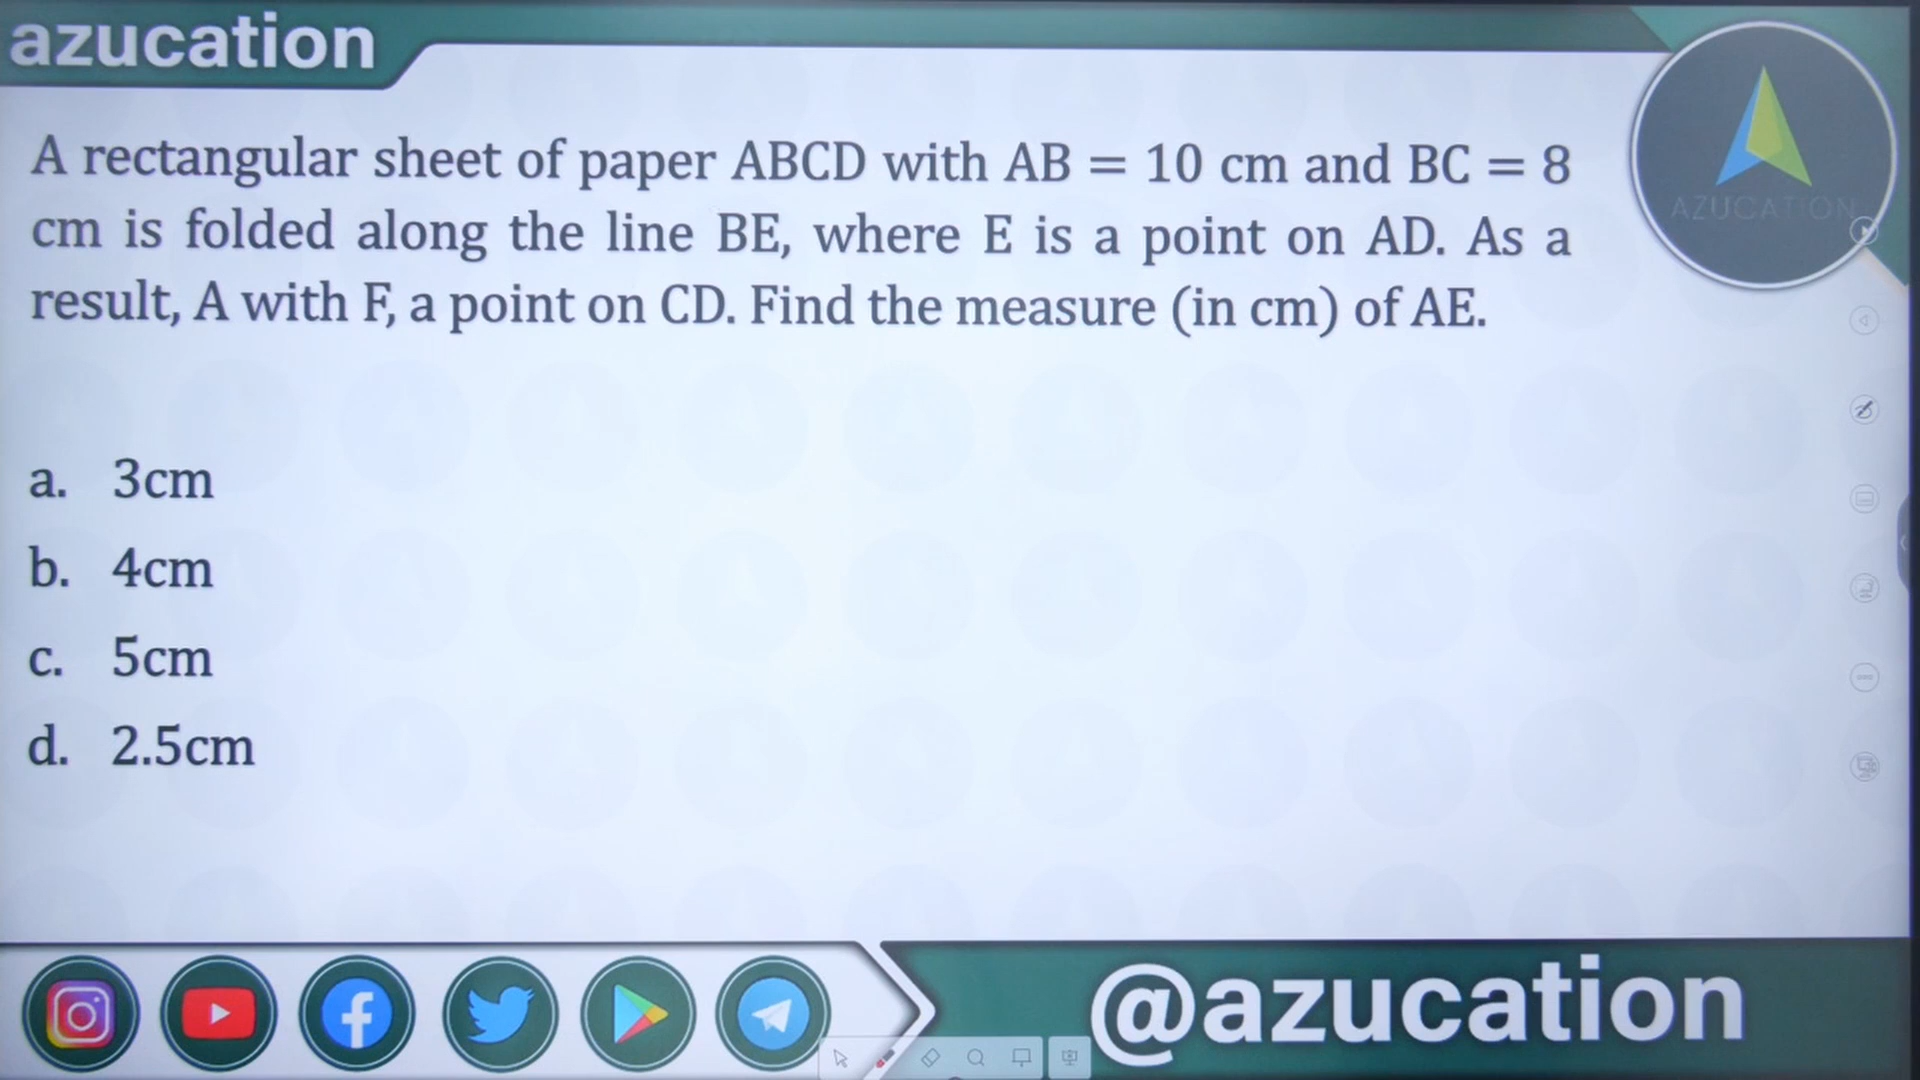 azucation
A rectangular sheet of paper ABCD with AB = 10 cm and BC = 8
cm is folded along the line BE, where E is a point on AD. As a
result, A with F, a point on CD. Find the measure (in cm) of AE.
AZUCATION
a. 3cm
b. 4cm
c. 5cm
d. 2.5cm
@azucation